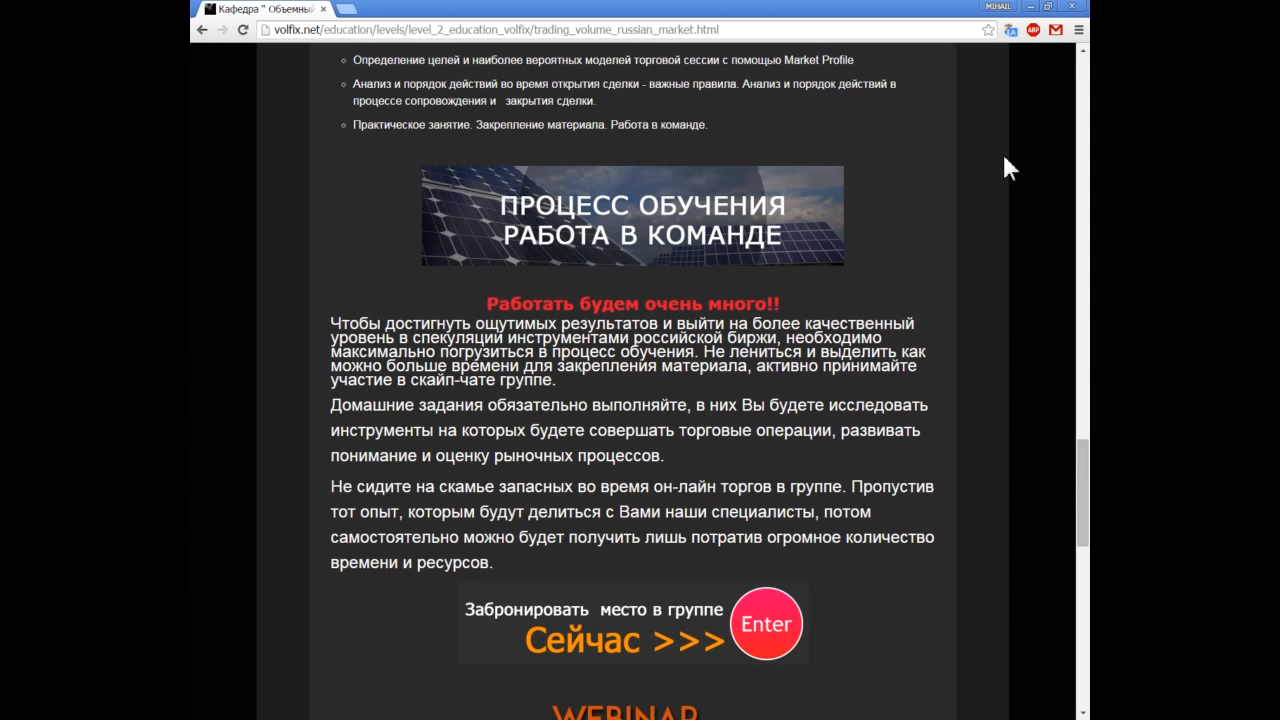 Кафедра " Объемный
MIHAIL
volfix.net/education/levels/level_2_education_volfix/trading_volume_russian_market.html
ABP
Определение целей и наиболее вероятных моделей торговой сессии с помощью Market Profile
Анализ и порядок действий во время открытия сделки - важные правила. Анализ и порядок действий в
процессе сопровождения и закрытия сделки.
Практическое занятие. Закрепление материала. Работа в команде.
ПРОЦЕСС ОБУЧЕНИЯ
РАБОТА В КОМАНДЕ
Работать будем очень много!!
Чтобы достигнуть ощутимых результатов и выйти на более качественный
уровень в спекуляции инструментами российской биржи, необходимо
максимально погрузиться в процесс обучения. Не лениться и выделить как
можно больше времени для закрепления материала, активно принимайте
участие в скайп-чате группе.
Домашние задания обязательно выполняйте, в них Вы будете исследовать
инструменты на которых будете совершать торговые операции, развивать
понимание и оценку рыночных процессов.
Не сидите на скамье запасных во время он-лайн торгов в группе. Пропустив
тот опыт, которым будут делиться с Вами наши специалисты, потом
самостоятельно можно будет получить лишь потратив огромное количество
времени и ресурсов.
Забронировать место в группе
Сейчас >>>
Enter
WEBINAR